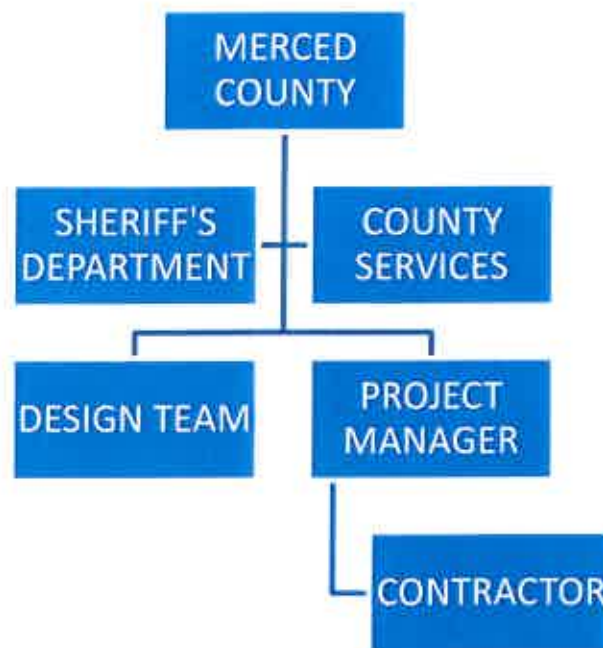 MERCED
COUNTY
SHERIFF'S
DEPARTMENT
COUNTY
SERVICES
DESIGN TEAM
PROJECT
MANAGER
CONTRACTOR